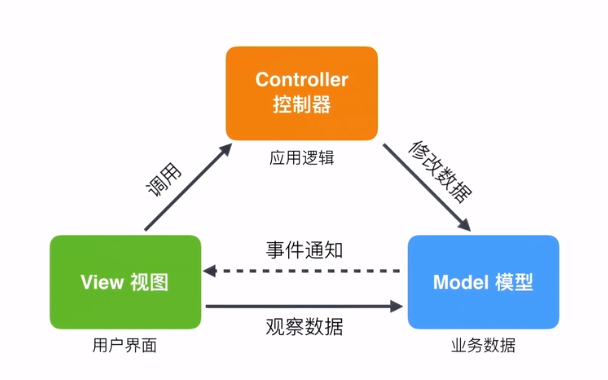 Controller
控制器
应用逻辑
调用
修改数据
事件通知
View 视图
Model 模型
观察数据
用户界面
业务数据